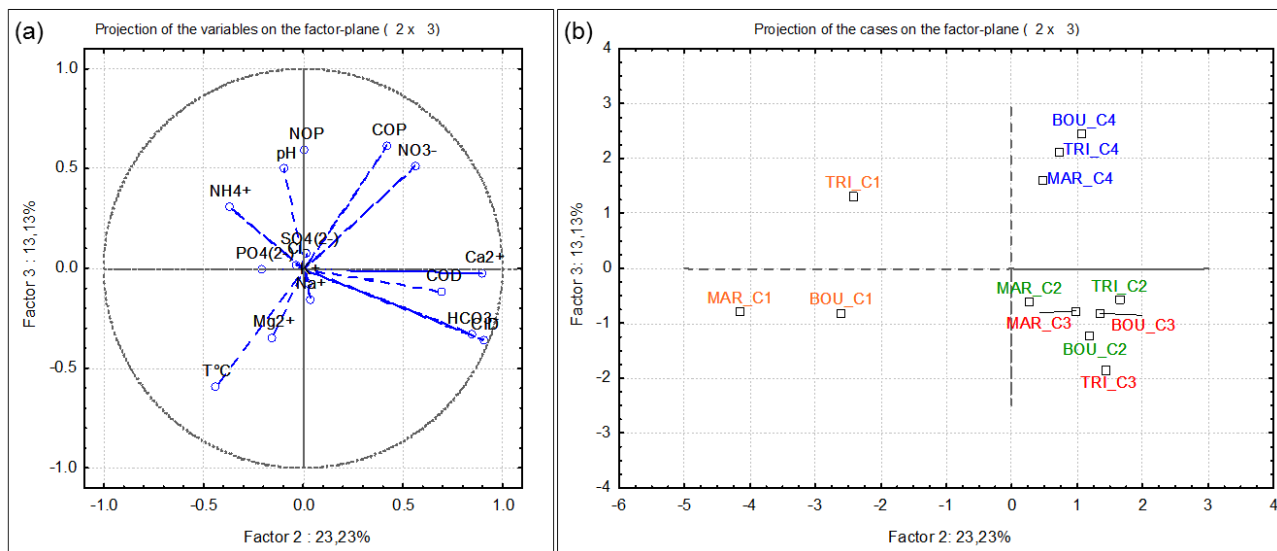 (a)
Projection of the variables on the factor-plane ( 2 x 3)
1.0
0.5
0.0
-0.5
-1.0
Factor 3 : 13,13%
NOP
COP
pH
NO3-
NH4+
SO4(2-)
PO4(2-)
Ca2+
COD
Na+
HCO3-
CID
Mg2+
T°C
-1.0 -0.5 0.0 0.5 1.0
Factor 2 : 23,23%
(b)
Projection of the cases on the factor-plane ( 2 x 3)
4
3
2
1
0
-1
-2
-3
-4
Factor 3: 13,13%
BOU_C4
TRI_C4
MAR_C4
TRI_C1
MAR_C1
BOU_C1
MAR_C2
TRI_C2
MAR_C3
BOU_C3
BOU_C2
TRI_C3
-6 -5 -4 -3 -2 -1 0 1 2 3 4
Factor 2: 23,23%